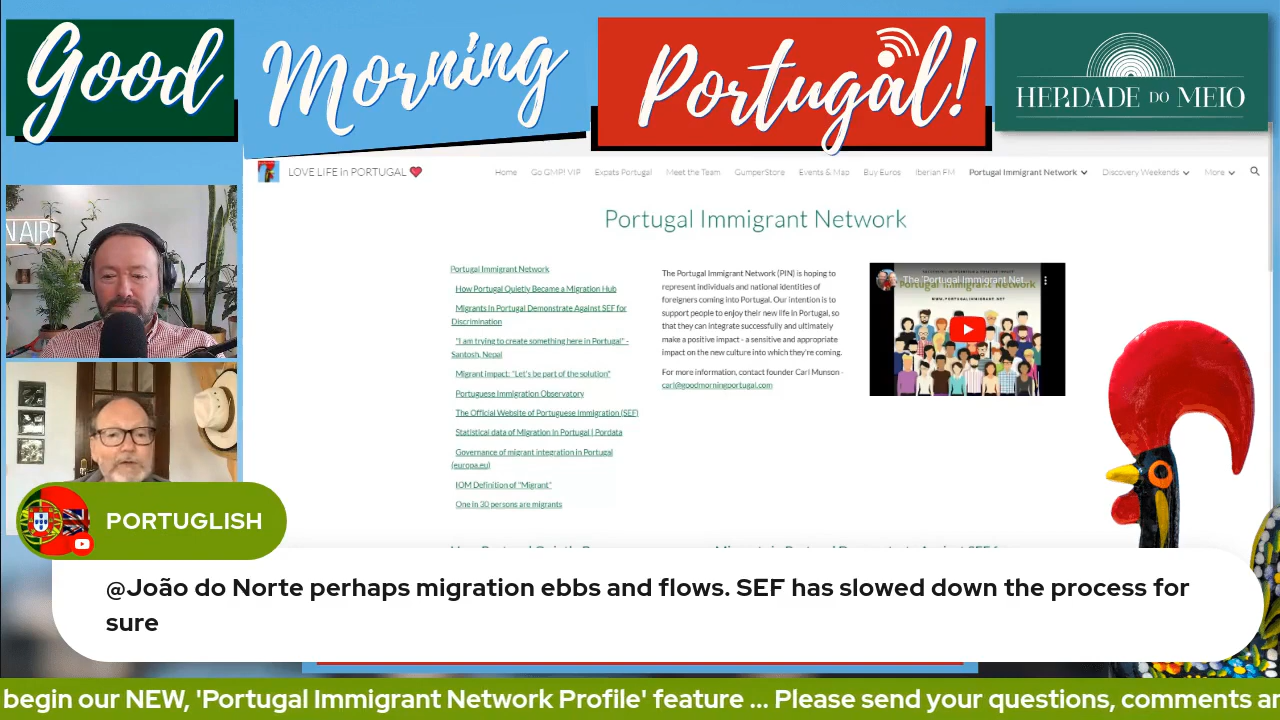 Good Morning Portugal!
HERDADE DO MEIO
LOVE LIFE In PORTUGAL
Home Go GMP! VIP Expats Portugal Meet the Team GumperStore Events & Map Buy Euros Iberian FM Portugal Immigrant Network Discovery Weekends More
Portugal Immigrant Network
N AIR
Portugal Immigrant Network
How Portugal Quietly Became a Migration Hub
Migrants In Portugal Demonstrate Against SEF for
Discrimination
"I am trying to create something here in Portugal" -
Santosh, Nepal
Migrant Impact: "Let's be part of the solution"
Portuguese Immigration Observatory
The Official Website of Portuguese Immigration (SEF)
Statistical data of Migration in Portugal | Pordata
Governance of migrant integration in Portugal
(europa.eu)
IOM Definition of "Migrant"
One in 30 persons are migrants
The Portugal Immigrant Network (PIN) is hoping to
represent individuals and national identities of
foreigners coming into Portugal. Our intention is to
support people to enjoy their new life in Portugal, so
that they can integrate successfully and ultimately
make a positive impact - a sensitive and appropriate
impact on the new culture into which they're coming.
For more information, contact founder Carl Munson -
carl@goodmorningportugal.com
The 'Portugal Immigrant Net...
Portugal Immigrant Network
WWW.PORTUGALIMMIGRANT.NET
PORTUGLISH
@João do Norte perhaps migration ebbs and flows. SEF has slowed down the process for
sure
begin our NEW, 'Portugal Immigrant Network Profile' feature ... Please send your questions, comments an